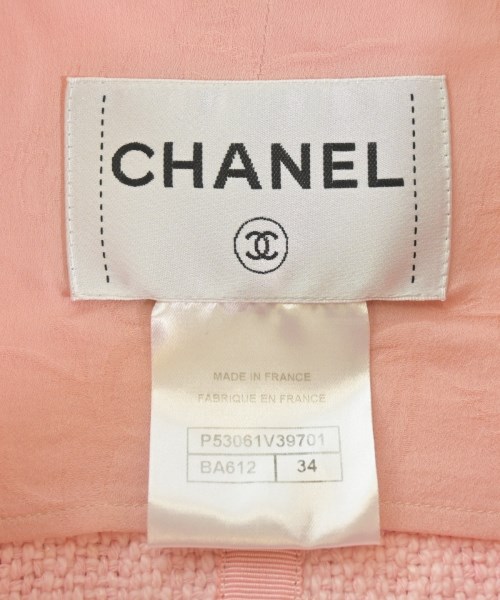 CHANEL
MADE IN FRANCE
FABRIQUE EN FRANCE
P53061V39701
BA612 34